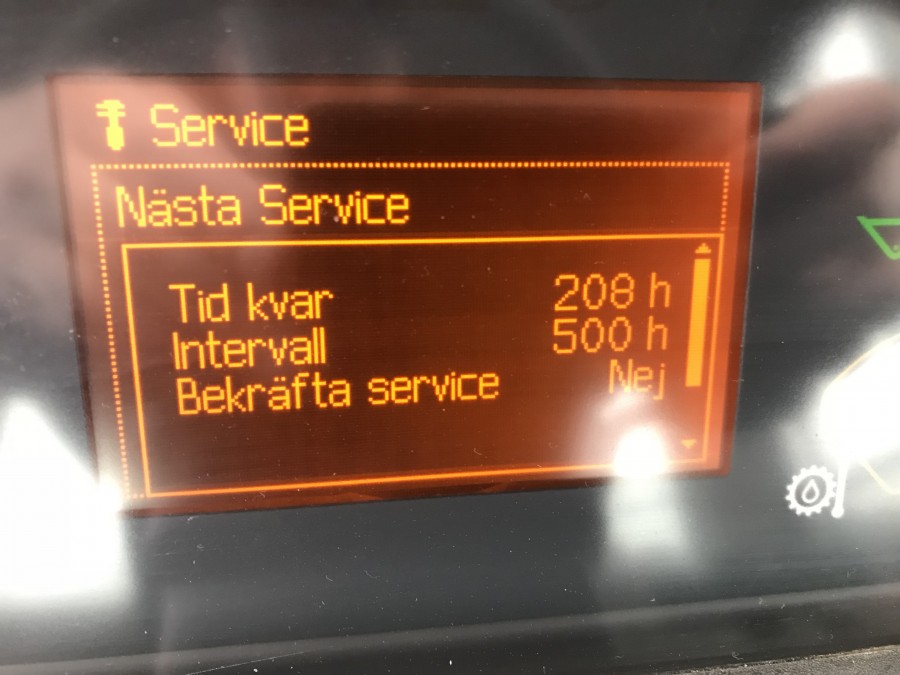 Service
Nästa Service
Tid kvar 208 h
Intervall 500 h
Bekräfta service Nej